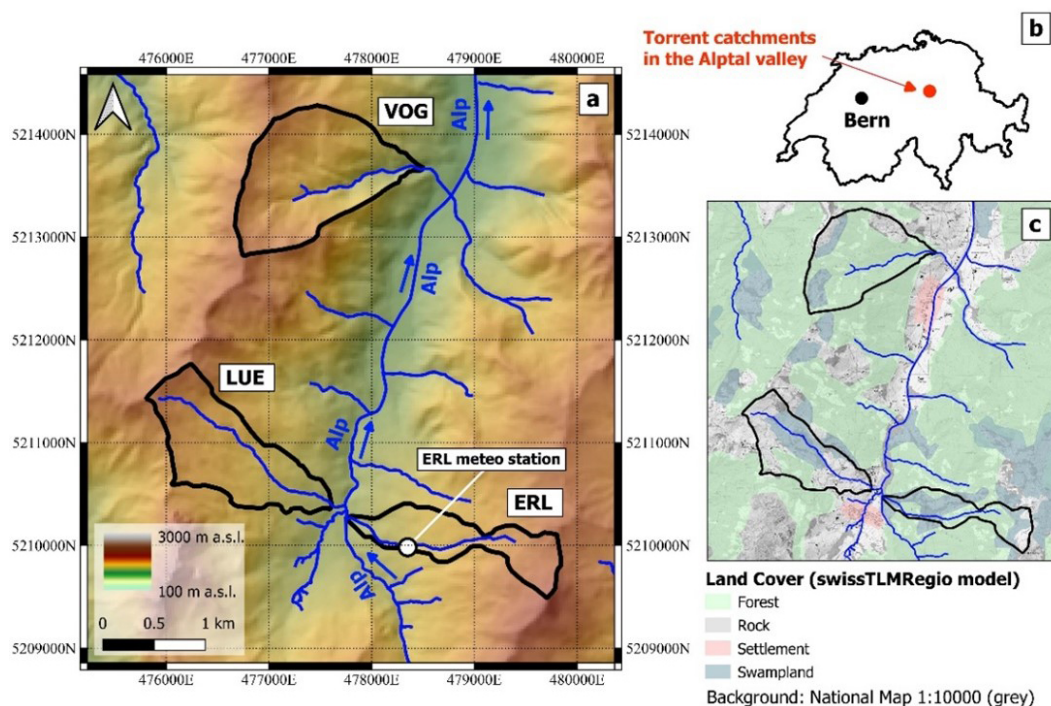 476000E 477000E 478000E 479000E 480000E
a
VOG
Alp
5214000N
5214000N
5213000N
5213000N
Alp
5212000N
5212000N
LUE
5211000N
5211000N
Alp
ERL meteo station
ERL
5210000N
5210000N
Alp
3000 m a.s.l.
100 m a.s.l.
0 0.5 1 km
5209000N
5209000N
476000E 477000E 478000E 479000E 480000E
b
Torrent catchments
in the Alptal valley
Bern
c
Land Cover (swissTLMRegio model)
Forest
Rock
Settlement
Swampland
Background: National Map 1:10000 (grey)